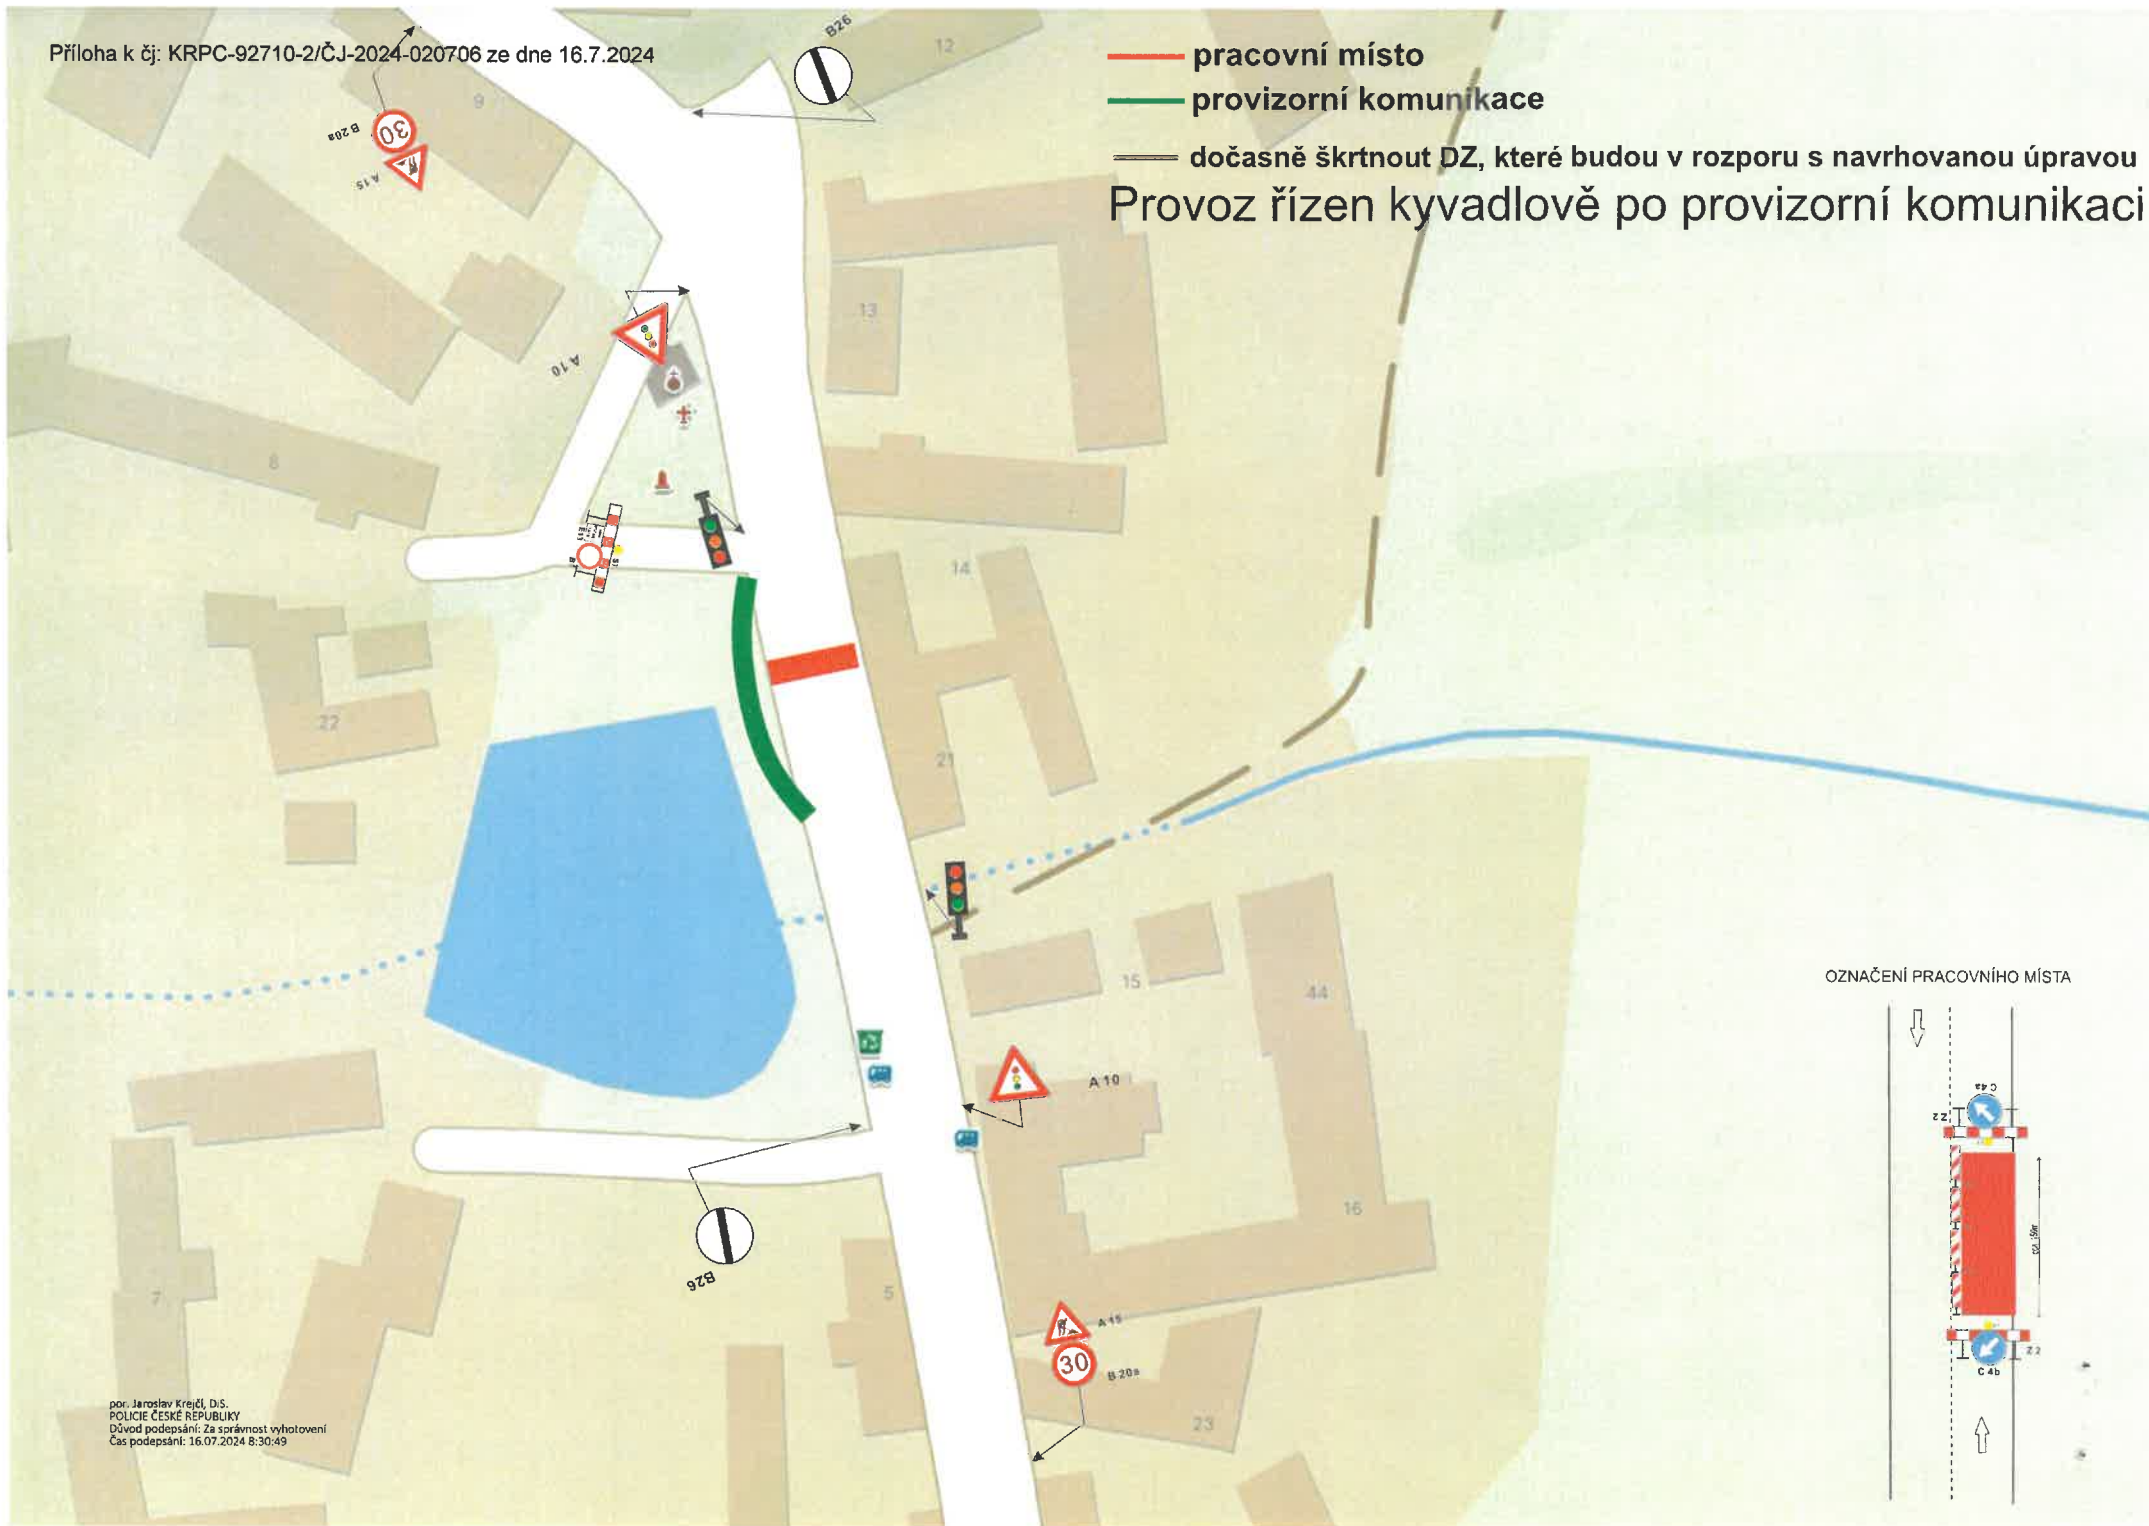 Příloha k čj: KRPC-92710-2/ČJ-2024-020706 ze dne 16.7.2024
pracovní místo
provizorní komunikace
dočasně škrtnout DZ, které budou v rozporu s navrhovanou úpravou
Provoz řízen kyvadlově po provizorní komunikaci
B26
12
9
B 20a
30
A 15
13
A 10
8
14
22
21
15
44
OZNAČENÍ PRACOVNÍHO MÍSTA
A 10
C 4a
Z 2
16
B26
7
5
A 15
30
B 20a
Z 2
C 4b
23
por. Jaroslav Krejčí, DiS.
POLICIE ČESKÉ REPUBLIKY
Důvod podepsání: Za správnost vyhotovení
Čas podepsání: 16.07.2024 8:30:49